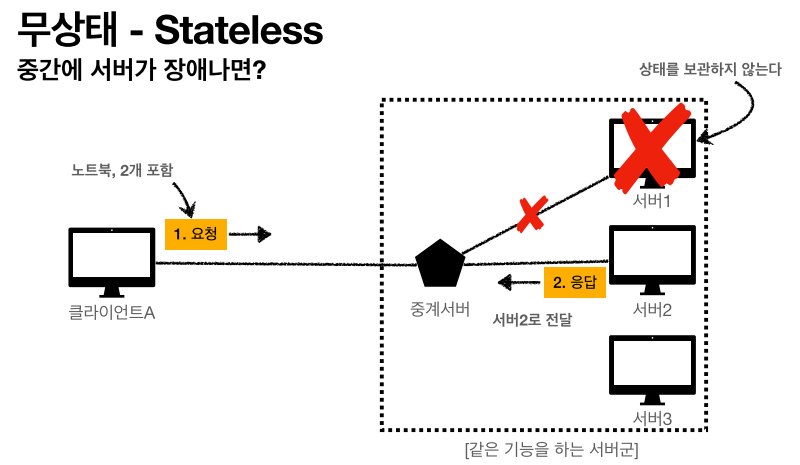 무상태 - Stateless
중간에 서버가 장애나면?
상태를 보관하지 않는다
노트북, 2개 포함
1. 요청
클라이언트A
중계서버
서버1
서버2
2. 응답
서버2로 전달
서버3
[같은 기능을 하는 서버군]